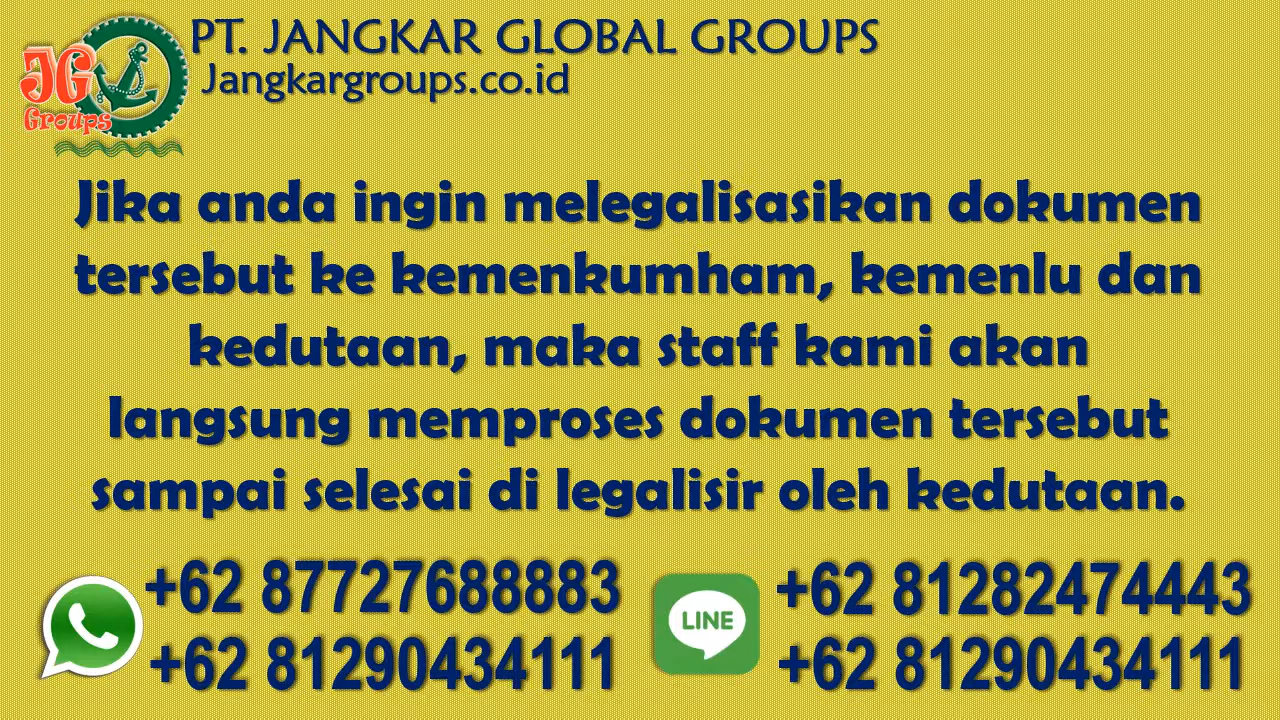 PT. JANGKAR GLOBAL GROUPS
Jangkargroups.co.id
JG
Groups
Jika anda ingin melegalisasikan dokumen
tersebut ke kemenkumham, kemenlu dan
kedutaan, maka staff kami akan
langsung memproses dokumen tersebut
sampai selesai di legalisir oleh kedutaan.
+62 87727688883
+62 81290434111
LINE
+62 81282474443
+62 81290434111